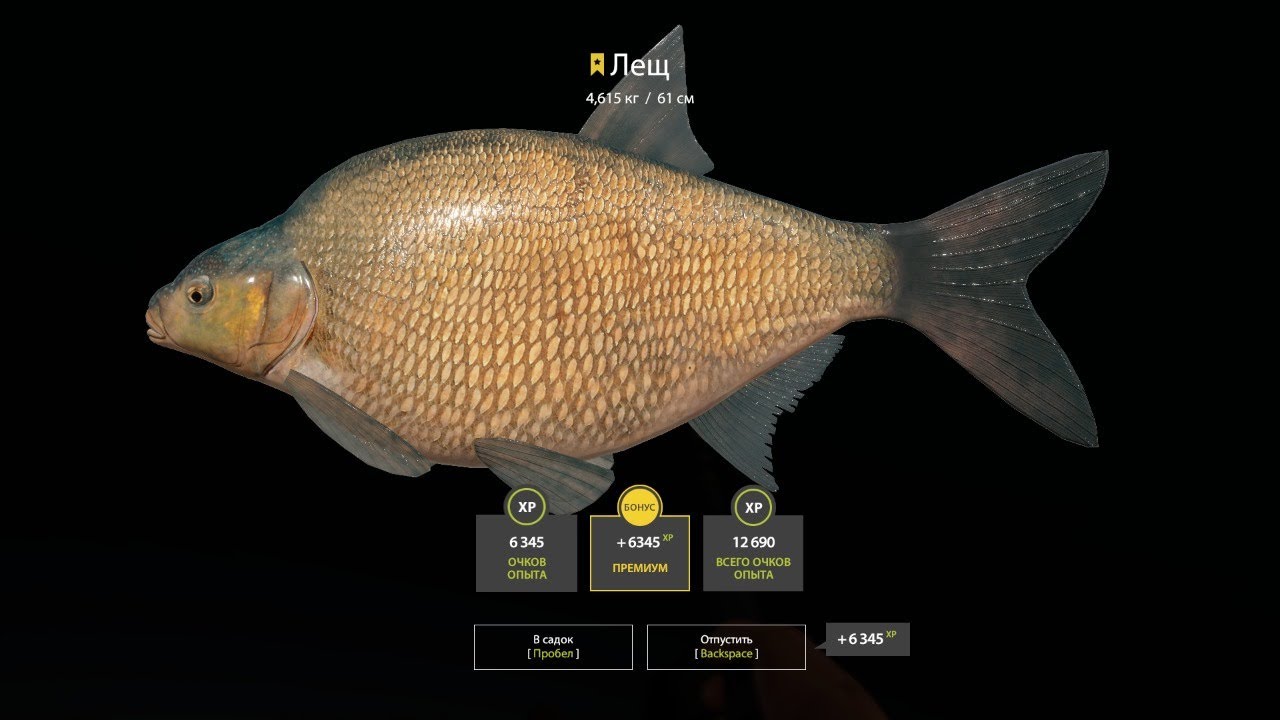 Лещ
4,615 кг / 61 см
XP
6 345
ОЧКОВ
ОПЫТА
БОНУС
+6345 XP
ПРЕМИУМ
XP
12 690
ВСЕГО ОЧКОВ
ОПЫТА
В садок
[ Пробел ]
Отпустить
[ Backspace ]
+6 345 XP